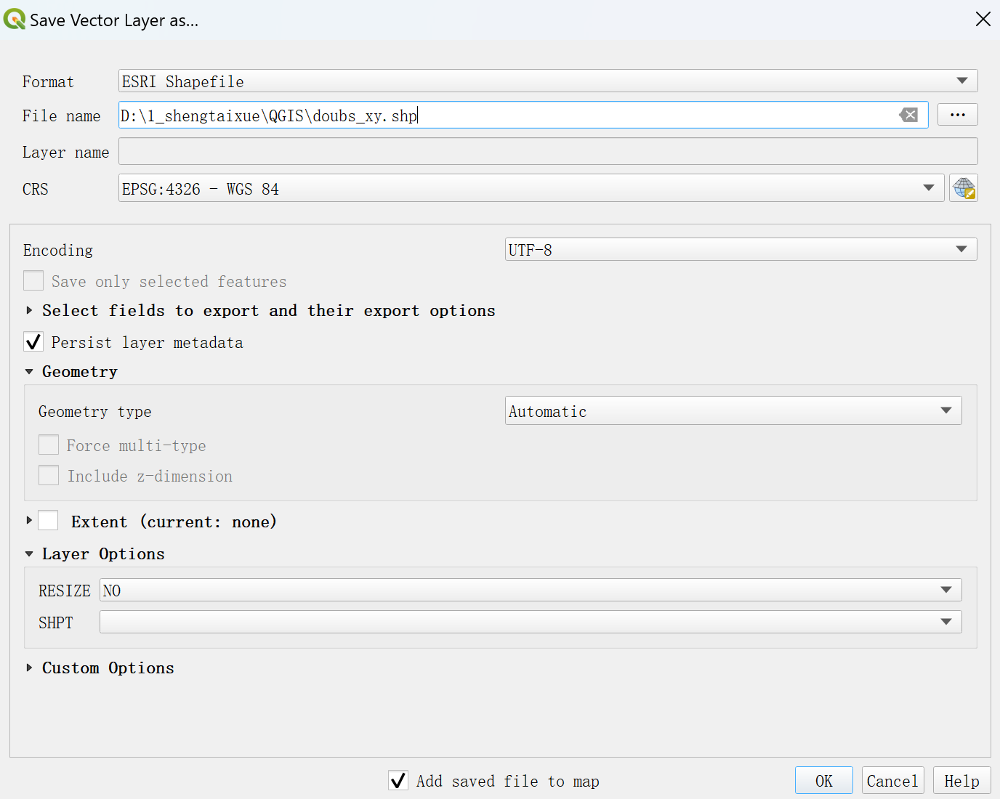 Save Vector Layer as...
Format ESRI Shapefile
File name D:\1_shengtaixue\QGIS\doubs_xy.shp ...
Layer name
CRS EPSG:4326 - WGS 84
Encoding UTF-8
Save only selected features
Select fields to export and their export options
Persist layer metadata
Geometry
Geometry type Automatic
Force multi-type
Include z-dimension
Extent (current: none)
Layer Options
RESIZE NO
SHPT
Custom Options
Add saved file to map OK Cancel Help